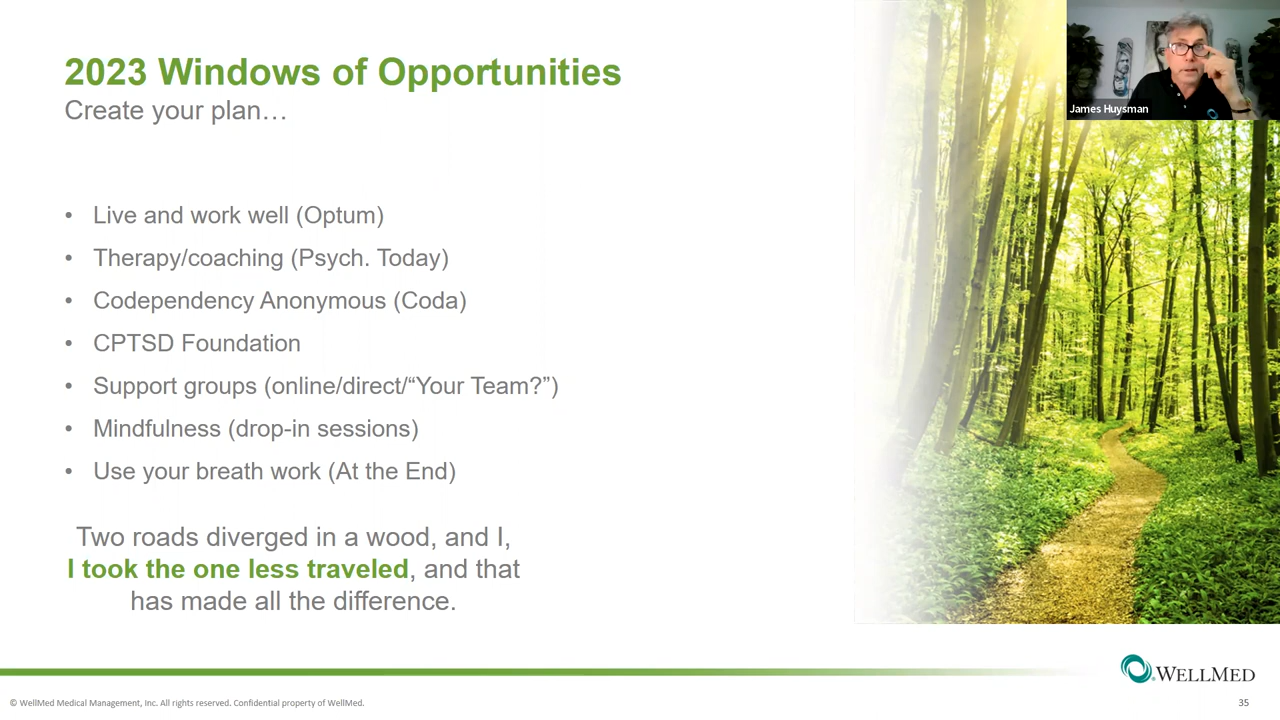 2023 Windows of Opportunities
Create your plan…
James Huysman
• Live and work well (Optum)
• Therapy/coaching (Psych. Today)
• Codependency Anonymous (Coda)
• CPTSD Foundation
• Support groups (online/direct/“Your Team?”)
• Mindfulness (drop-in sessions)
• Use your breath work (At the End)
Two roads diverged in a wood, and I,
I took the one less traveled, and that
has made all the difference.
WELLMED
© WellMed Medical Management, Inc. All rights reserved. Confidential property of WellMed.
35